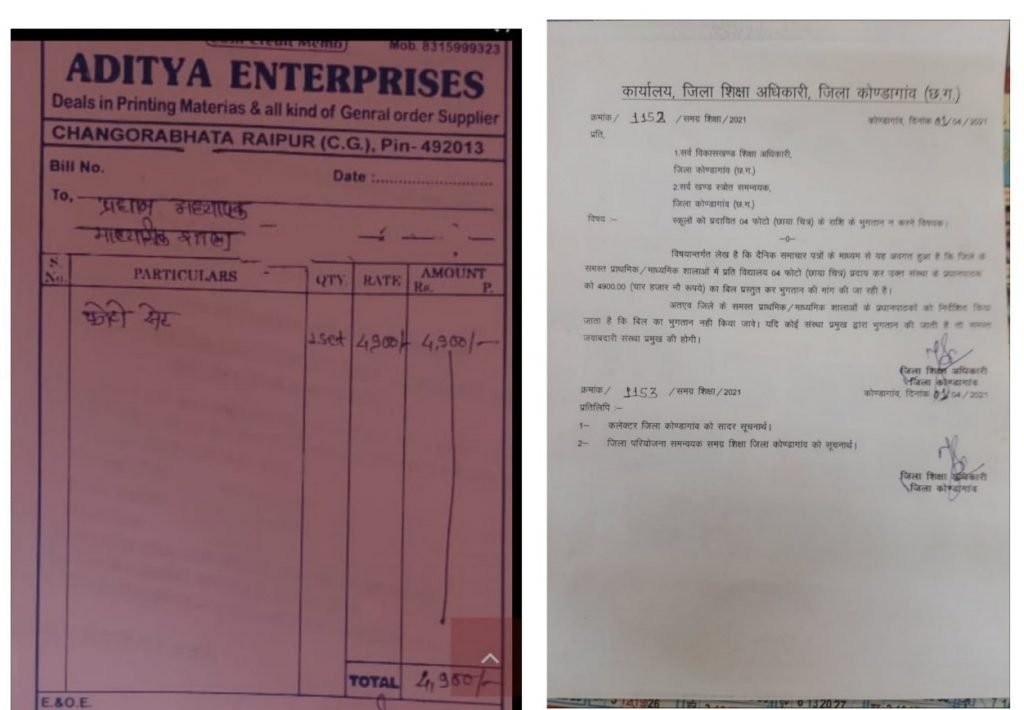 Cash Credit Memo
Mob. 8315999323
ADITYA ENTERPRISES
Deals in Printing Materias & all kind of Genral order Supplier
CHANGORABHATA RAIPUR (C.G.), Pin- 492013
Bill No.
Date :
To,
प्रधान अध्यापक
माध्यमिक शाला
S. No. PARTICULARS QTY. RATE AMOUNT
Rs. P.
फोटो सेट
1 set 4,900/- 4,900/-
TOTAL 4,900/-
E.&O.E.
कार्यालय, जिला शिक्षा अधिकारी, जिला कोण्डागांव (छ.ग.)
क्रमांक/ 1152 /समग्र शिक्षा/2021 कोण्डागांव, दिनांक 01/04/2021
प्रति,
1.सर्व विकासखण्ड शिक्षा अधिकारी,
जिला कोण्डागांव (छ.ग.)
2.सर्व खण्ड स्त्रोत समन्वयक,
जिला कोण्डागांव (छ.ग.)
विषय :- स्कूलों को प्रदायित 04 फोटो (छाया चित्र) के राशि के भुगतान न करने विषयक।
-0-
विषयान्तर्गत लेख है कि दैनिक समाचार पत्रों के माध्यम से यह अवगत हुआ है कि जिले के
समस्त प्राथमिक/माध्यमिक शालाओं में प्रति विद्यालय 04 फोटो (छाया चित्र) प्रदाय कर उक्त संस्था के प्रधानपाठक
को 4900.00 (चार हजार नौ रूपये) का बिल प्रस्तुत कर भुगतान की मांग की जा रही है।
अतएव जिले के समस्त प्राथमिक/माध्यमिक शालाओं के प्रधानपाठकों को निर्देशित किया
जाता है कि बिल का भुगतान नही किया जावे। यदि कोई संस्था प्रमुख द्वारा भुगतान की जाती है तो समस्त
जवाबदारी संस्था प्रमुख की होगी।
जिला शिक्षा अधिकारी
जिला कोण्डागांव
क्रमांक/ 1153 /समग्र शिक्षा/2021 कोण्डागांव, दिनांक 01/04/2021
प्रतिलिपि :-
1- कलेक्टर जिला कोण्डागांव को सादर सूचनार्थ।
2- जिला परियोजना समन्वयक समग्र शिक्षा जिला कोण्डागांव को सूचनार्थ।
जिला शिक्षा अधिकारी
जिला कोण्डागांव